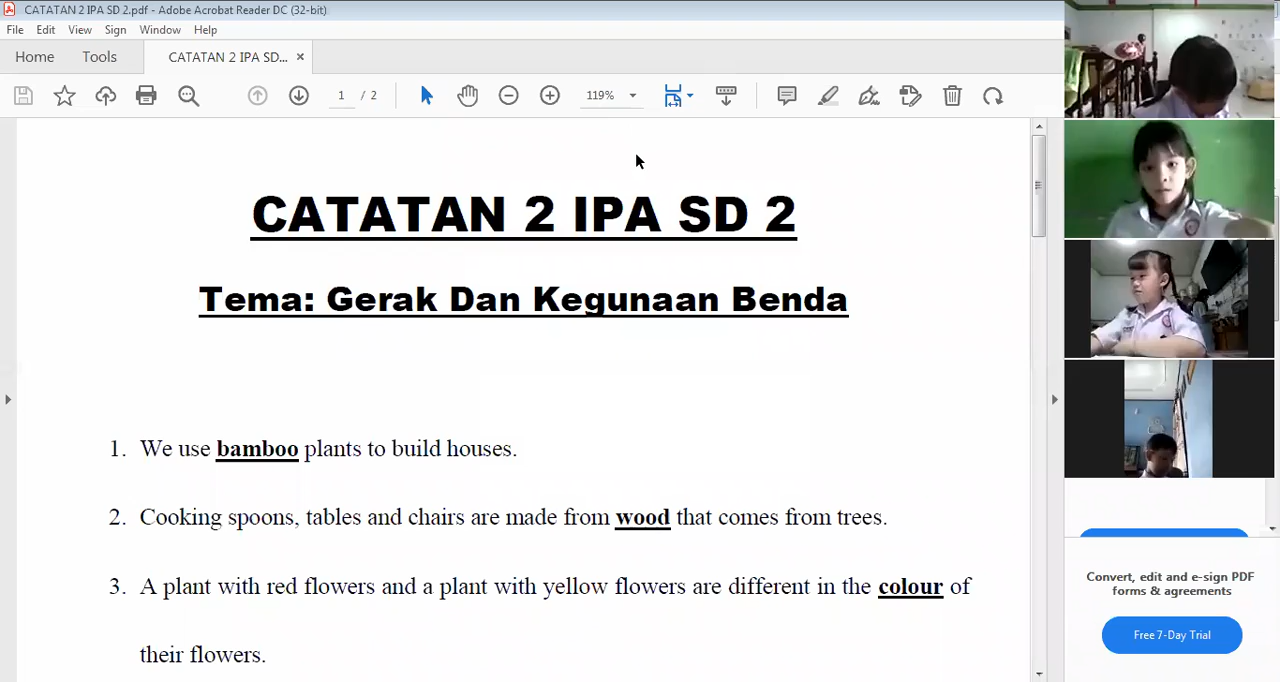 CATATAN 2 IPA SD 2.pdf - Adobe Acrobat Reader DC (32-bit)
File Edit View Sign Window Help
Home Tools CATATAN 2 IPA SD... ×
1 / 2 119%
CATATAN 2 IPA SD 2
Tema: Gerak Dan Kegunaan Benda
1. We use bamboo plants to build houses.
2. Cooking spoons, tables and chairs are made from wood that comes from trees.
3. A plant with red flowers and a plant with yellow flowers are different in the colour of
their flowers.
Convert, edit and e-sign PDF
forms & agreements
Free 7-Day Trial